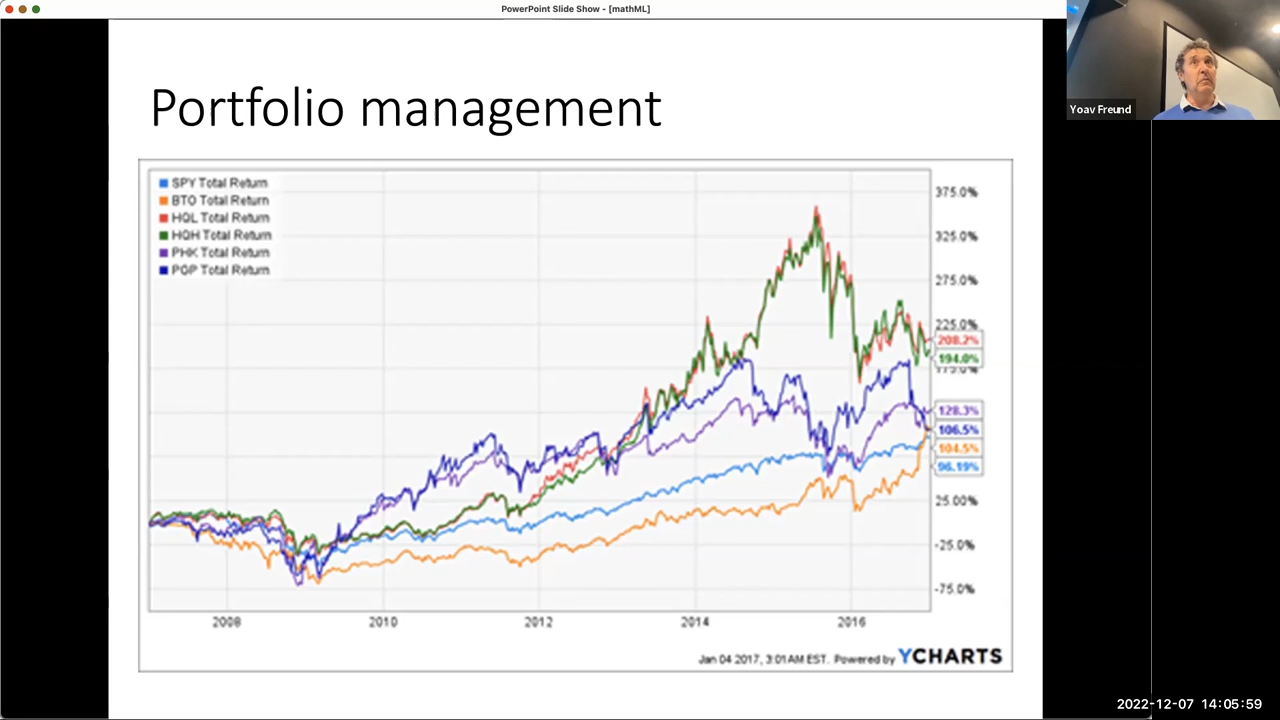 PowerPoint Slide Show - [mathML]
Yoav Freund
Portfolio management
SPY Total Return
BTO Total Return
HQL Total Return
HQH Total Return
PHK Total Return
PGP Total Return
375.0%
325.0%
275.0%
225.0%
208.2%
194.0%
175.0%
128.3%
106.5%
104.5%
96.19%
25.00%
-25.0%
-75.0%
2008 2010 2012 2014 2016
Jan 04 2017, 3:01AM EST. Powered by YCHARTS
2022-12-07 14:05:59